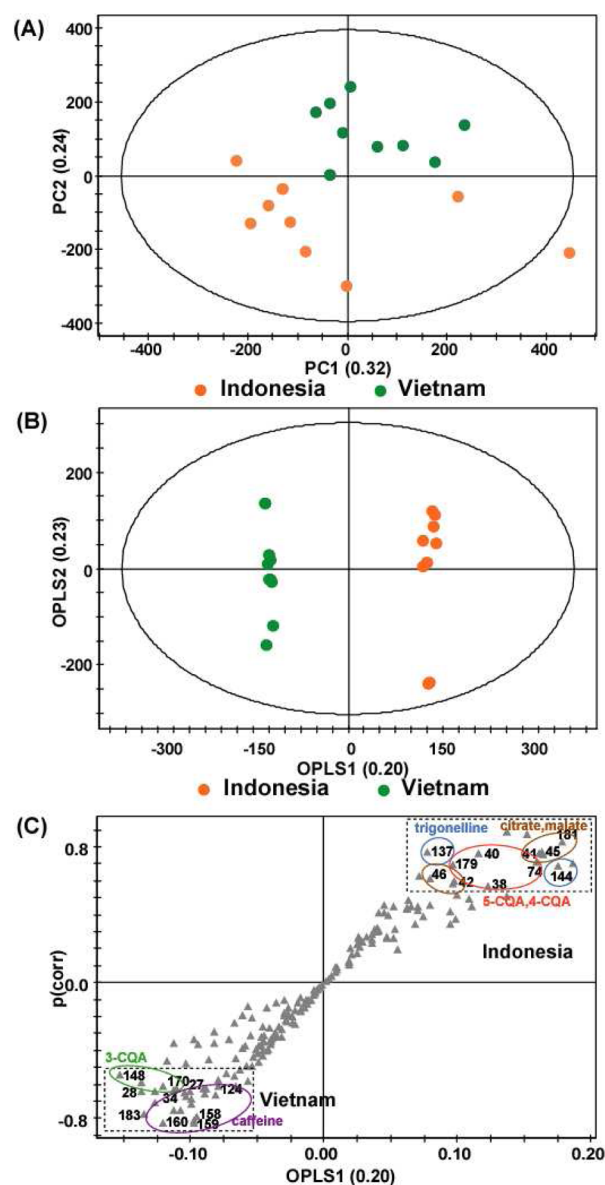 (A)
400
200
0
-200
-400
PC2 (0.24)
-400 -200 0 200 400
PC1 (0.32)
Indonesia Vietnam
(B)
200
0
-200
OPLS2 (0.23)
-300 -150 0 150 300
OPLS1 (0.20)
Indonesia Vietnam
(C)
trigonelline citrate,malate
181
0.8
137 40 41 45
179
46 42 38 74 144
5-CQA,4-CQA
Indonesia
p(corr)
0.0
3-CQA
148 170 27 124
28 34
Vietnam
183 160 158 caffeine
159
-0.8
-0.10 0.00 0.10 0.20
OPLS1 (0.20)